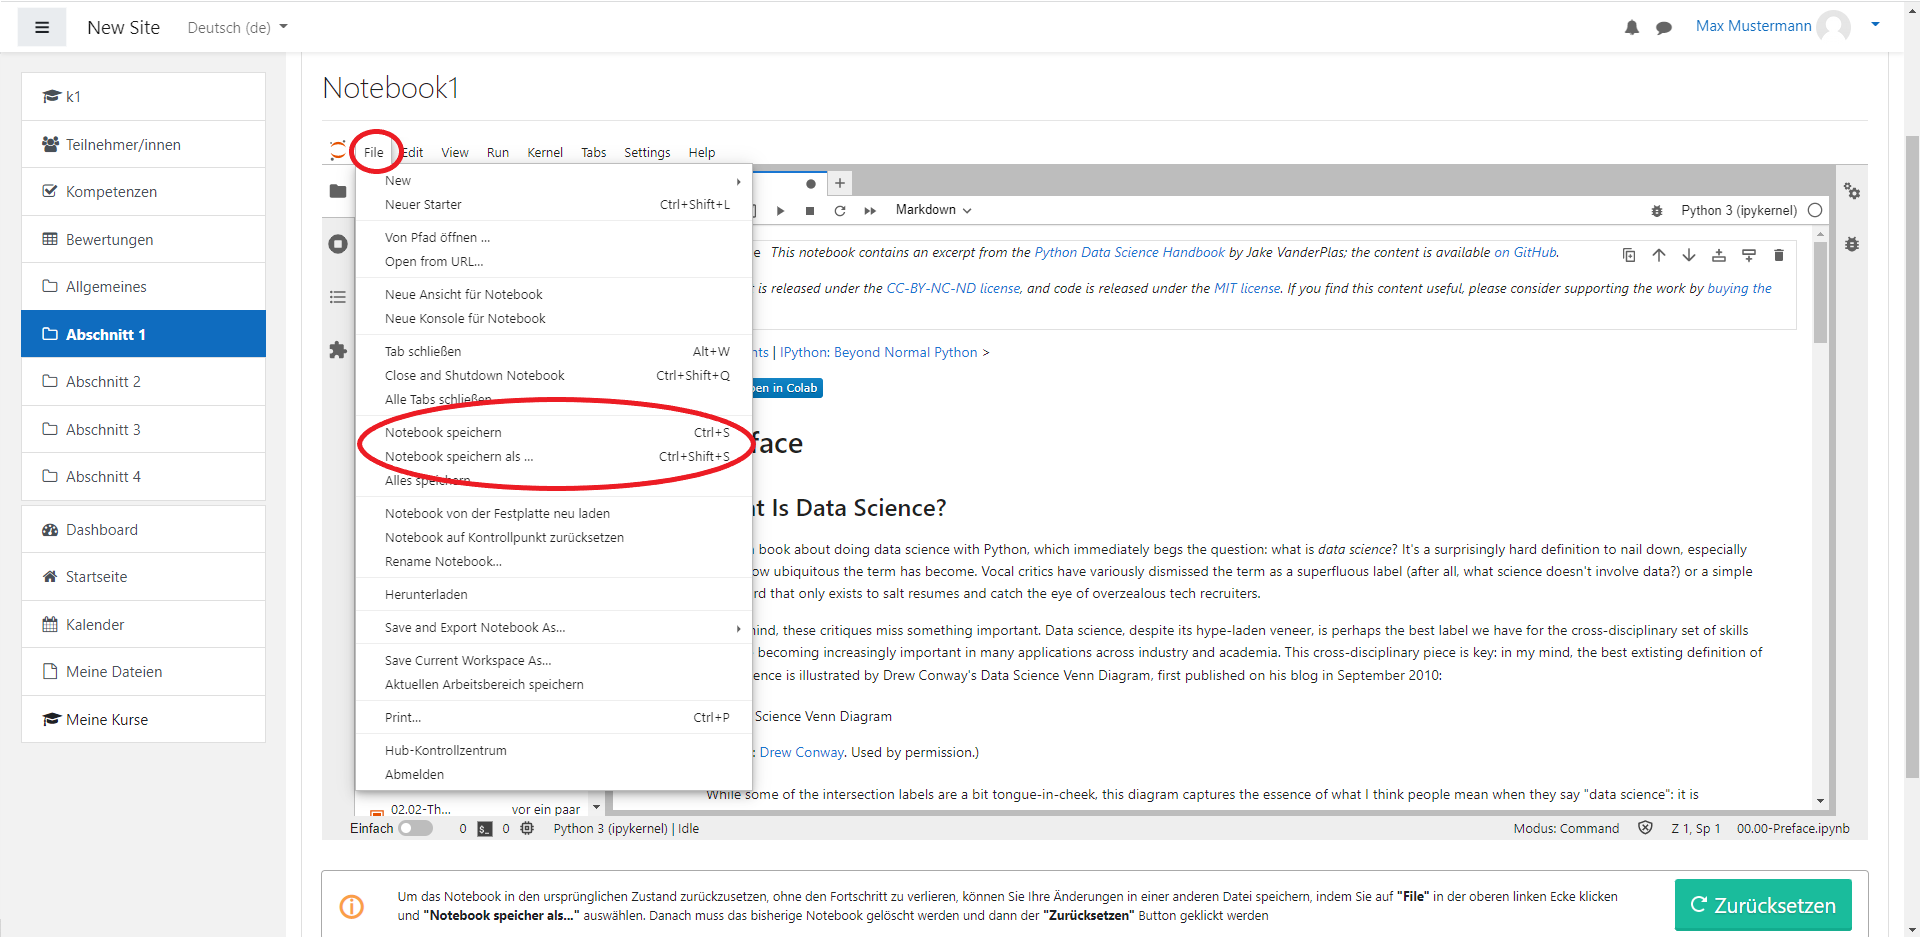 New Site
Deutsch (de)
Max Mustermann
k1
Teilnehmer/innen
Kompetenzen
Bewertungen
Allgemeines
Abschnitt 1
Abschnitt 2
Abschnitt 3
Abschnitt 4
Dashboard
Startseite
Kalender
Meine Dateien
Meine Kurse
Notebook1
File Edit View Run Kernel Tabs Settings Help
New
Neuer Starter Ctrl+Shift+L
Von Pfad öffnen ...
Open from URL...
Neue Ansicht für Notebook
Neue Konsole für Notebook
Tab schließen Alt+W
Close and Shutdown Notebook Ctrl+Shift+Q
Alle Tabs schließen
Notebook speichern Ctrl+S
Notebook speichern als ... Ctrl+Shift+S
Alles speichern
Notebook von der Festplatte neu laden
Notebook auf Kontrollpunkt zurücksetzen
Rename Notebook...
Herunterladen
Save and Export Notebook As...
Save Current Workspace As...
Aktuellen Arbeitsbereich speichern
Print... Ctrl+P
Hub-Kontrollzentrum
Abmelden
Markdown
Python 3 (ipykernel)
This notebook contains an excerpt from the Python Data Science Handbook by Jake VanderPlas; the content is available on GitHub.
is released under the CC-BY-NC-ND license, and code is released under the MIT license. If you find this content useful, please consider supporting the work by buying the
| IPython: Beyond Normal Python >
in Colab
face
t Is Data Science?
book about doing data science with Python, which immediately begs the question: what is data science? It's a surprisingly hard definition to nail down, especially
ow ubiquitous the term has become. Vocal critics have variously dismissed the term as a superfluous label (after all, what science doesn't involve data?) or a simple
rd that only exists to salt resumes and catch the eye of overzealous tech recruiters.
ind, these critiques miss something important. Data science, despite its hype-laden veneer, is perhaps the best label we have for the cross-disciplinary set of skills
becoming increasingly important in many applications across industry and academia. This cross-disciplinary piece is key: in my mind, the best extisting definition of
ence is illustrated by Drew Conway's Data Science Venn Diagram, first published on his blog in September 2010:
Science Venn Diagram
: Drew Conway. Used by permission.)
While some of the intersection labels are a bit tongue-in-cheek, this diagram captures the essence of what I think people mean when they say "data science": it is
02.02-Th... vor ein paar
Einfach 0 $_ 0 Python 3 (ipykernel) | Idle Modus: Command Z 1, Sp 1 00.00-Preface.ipynb
Um das Notebook in den ursprünglichen Zustand zurückzusetzen, ohne den Fortschritt zu verlieren, können Sie Ihre Änderungen in einer anderen Datei speichern, indem Sie auf "File" in der oberen linken Ecke klicken
und "Notebook speicher als..." auswählen. Danach muss das bisherige Notebook gelöscht werden und dann der "Zurücksetzen" Button geklickt werden
Zurücksetzen